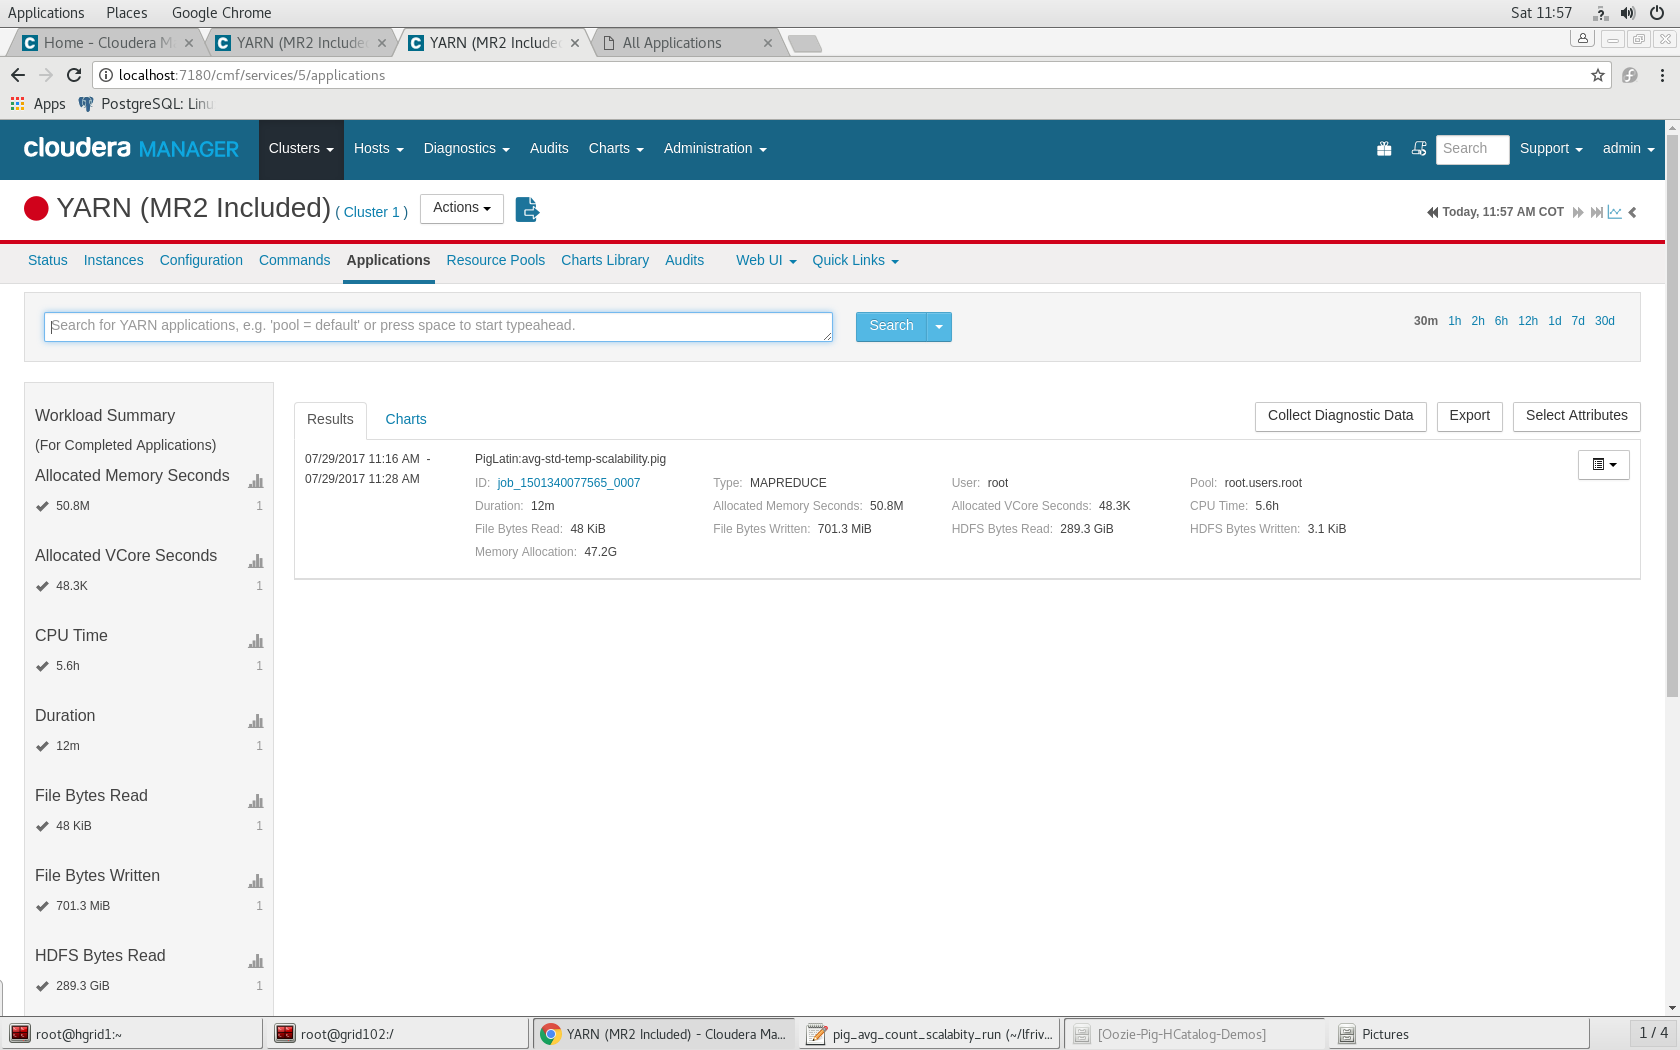 Applications Places Google Chrome Sat 11:57
Home - Cloudera M YARN (MR2 Include YARN (MR2 Include All Applications
localhost:7180/cmf/services/5/applications
Apps PostgreSQL: Linu
cloudera MANAGER Clusters Hosts Diagnostics Audits Charts Administration Search Support admin
YARN (MR2 Included) ( Cluster 1 ) Actions Today, 11:57 AM COT
Status Instances Configuration Commands Applications Resource Pools Charts Library Audits Web UI Quick Links
Search for YARN applications, e.g. 'pool = default' or press space to start typeahead. Search 30m 1h 2h 6h 12h 1d 7d 30d
Workload Summary
(For Completed Applications)
Allocated Memory Seconds
50.8M 1
Allocated VCore Seconds
48.3K 1
CPU Time
5.6h 1
Duration
12m 1
File Bytes Read
48 KiB 1
File Bytes Written
701.3 MiB 1
HDFS Bytes Read
289.3 GiB 1
Results Charts Collect Diagnostic Data Export Select Attributes
07/29/2017 11:16 AM - PigLatin:avg-std-temp-scalability.pig
07/29/2017 11:28 AM ID: job_1501340077565_0007 Type: MAPREDUCE User: root Pool: root.users.root
Duration: 12m Allocated Memory Seconds: 50.8M Allocated VCore Seconds: 48.3K CPU Time: 5.6h
File Bytes Read: 48 KiB File Bytes Written: 701.3 MiB HDFS Bytes Read: 289.3 GiB HDFS Bytes Written: 3.1 KiB
Memory Allocation: 47.2G
root@hgrid1:~ root@grid102:/ YARN (MR2 Included) - Cloudera Ma... pig_avg_count_scalabity_run (~/lfriv... [Oozie-Pig-HCatalog-Demos] Pictures 1 / 4